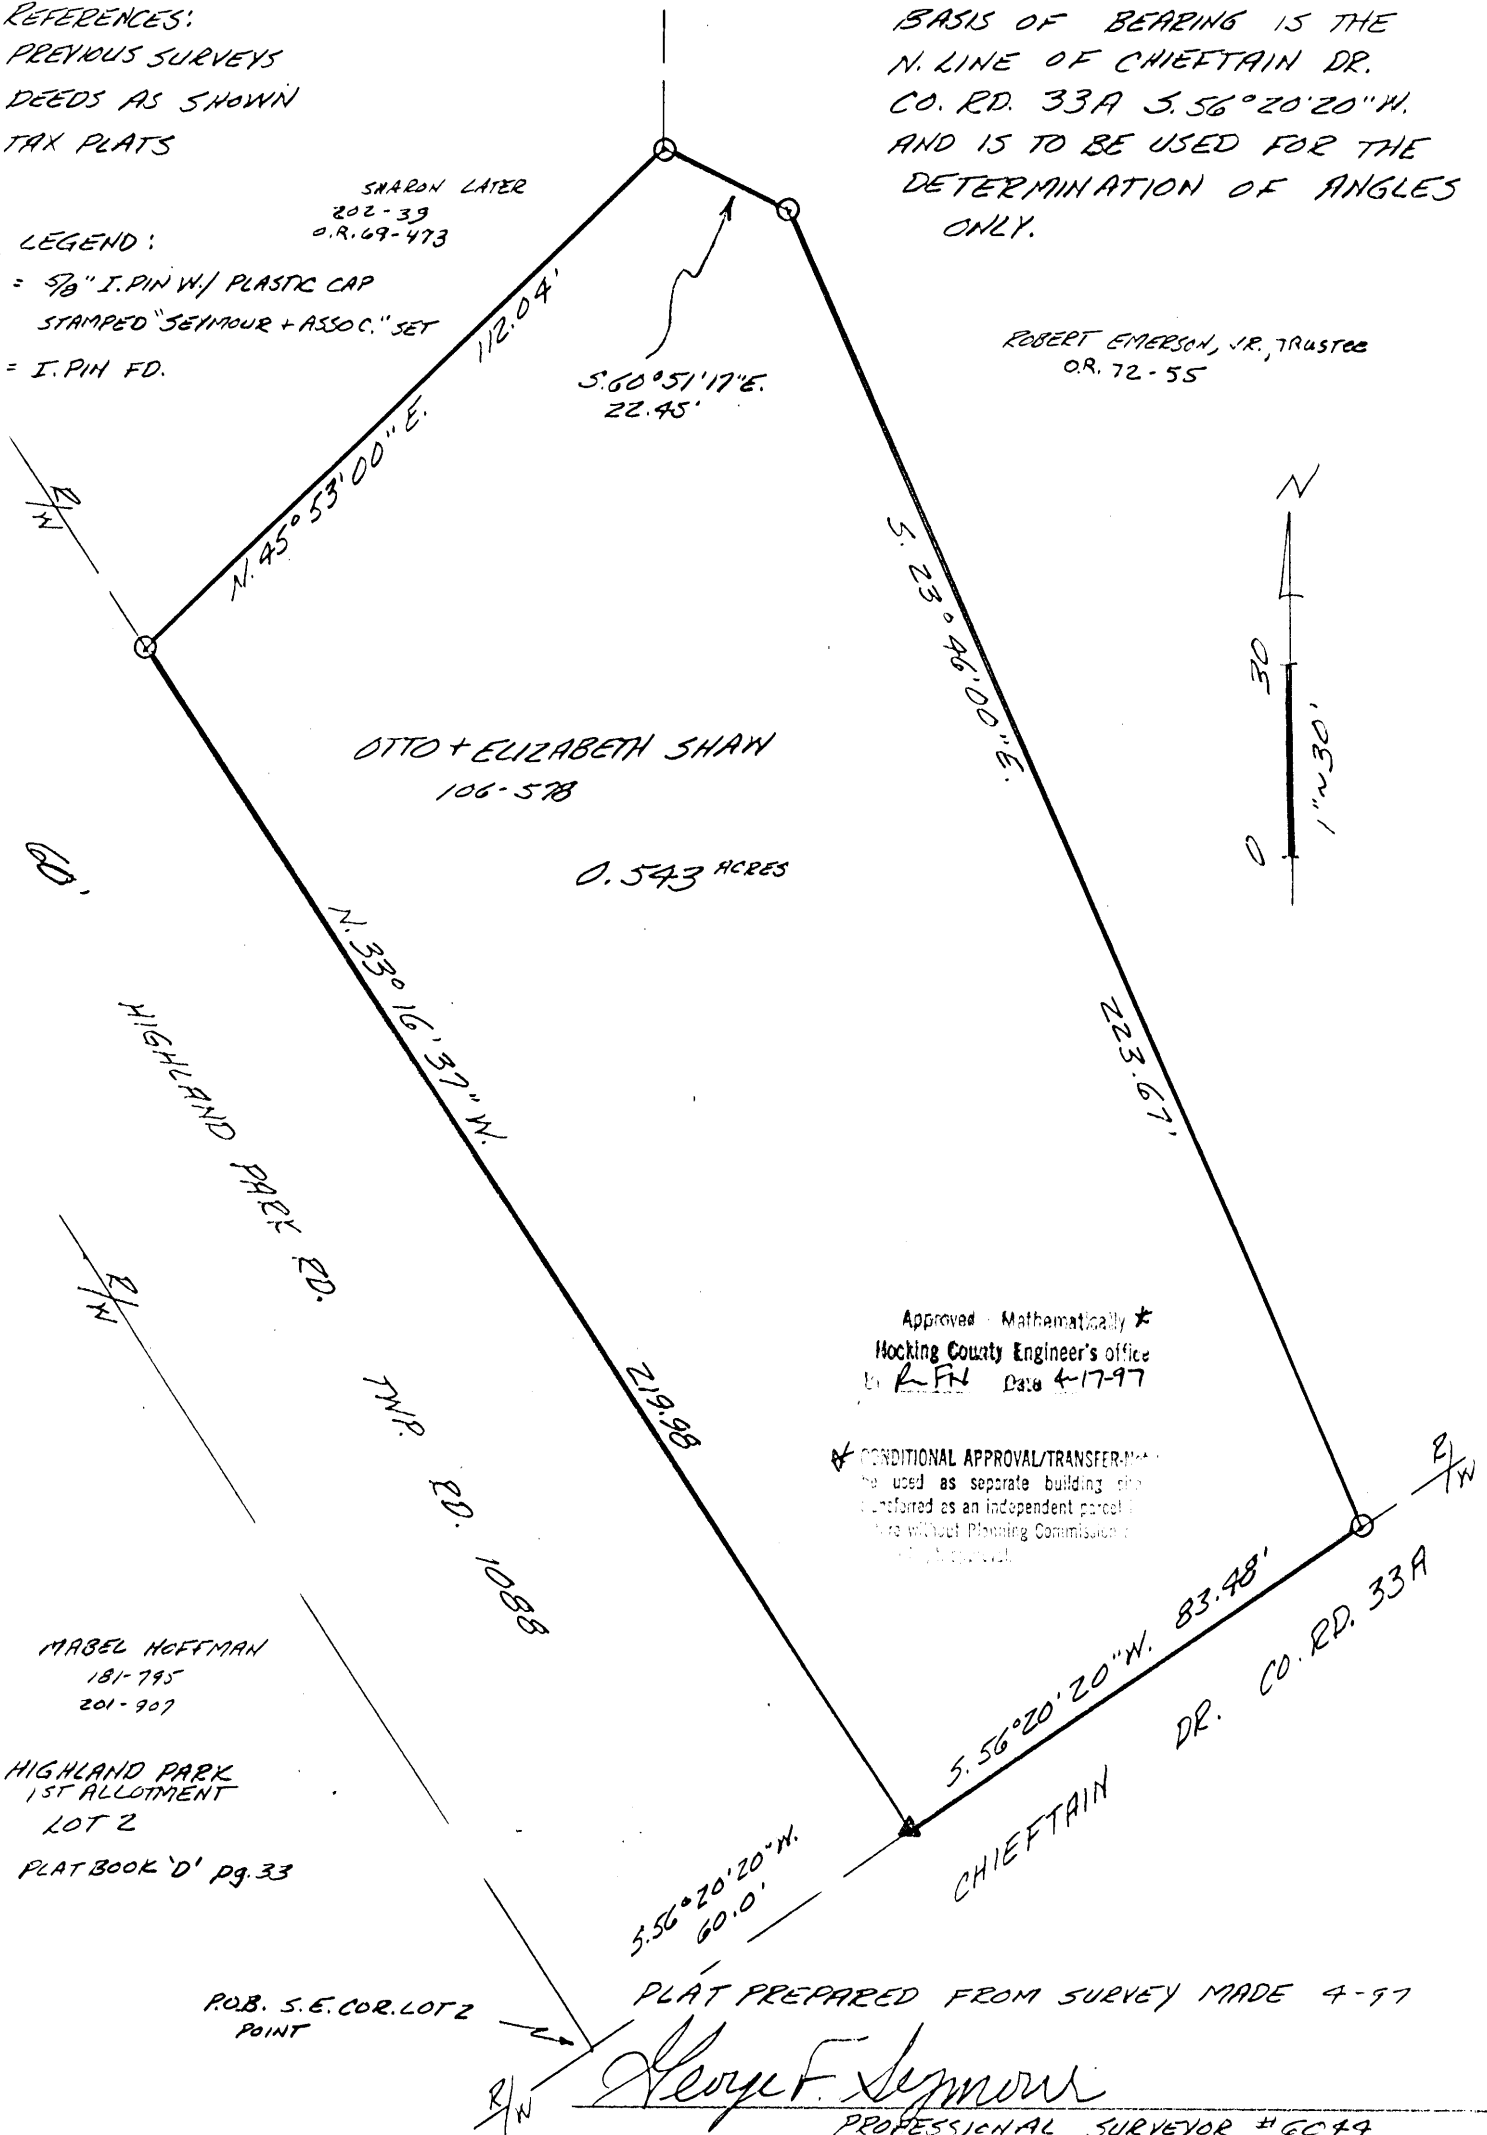 REFERENCES:
PREVIOUS SURVEYS
DEEDS AS SHOWN
TAX PLATS
BASIS OF BEARING IS THE
N. LINE OF CHIEFTAIN DR.
CO. RD. 33A S. 56° 20' 20" W.
AND IS TO BE USED FOR THE
DETERMINATION OF ANGLES
ONLY.
SHARON LATER
202-39
O.R. 69-473
LEGEND:
= 5/8" I. PIN W/ PLASTIC CAP
STAMPED "SEYMOUR + ASSOC." SET
= I. PIN FD.
112.04'
N. 45° 53' 00" E.
S. 60° 51' 17" E.
22.45'
ROBERT EMERSON, JR., TRUSTEE
O.R. 72-55
R/W
S. 23° 46' 00" E.
223.67'
N
30
0
1" ~ 30'
OTTO + ELIZABETH SHAW
106-578
0.543 ACRES
60'
N. 33° 16' 37" W.
219.98
HIGHLAND PARK RD. TWP. RD. 1088
R/W
Approved Mathematically *
Hocking County Engineer's office
Date 4-17-97
CONDITIONAL APPROVAL/TRANSFER
used as separate building
as an independent parcel
without Planning Commission
R/W
S. 56° 20' 20" W. 83.48'
CHIEFTAIN DR. CO. RD. 33A
MABEL HOFFMAN
181-795
201-907
HIGHLAND PARK
1ST ALLOTMENT
LOT 2
PLAT BOOK 'D' pg. 33
S. 56° 20' 20" W.
60.0'
P.O.B. S.E. COR. LOT 2
POINT
PLAT PREPARED FROM SURVEY MADE 4-97
R/W
George F. Seymour
PROFESSIONAL SURVEYOR #6044